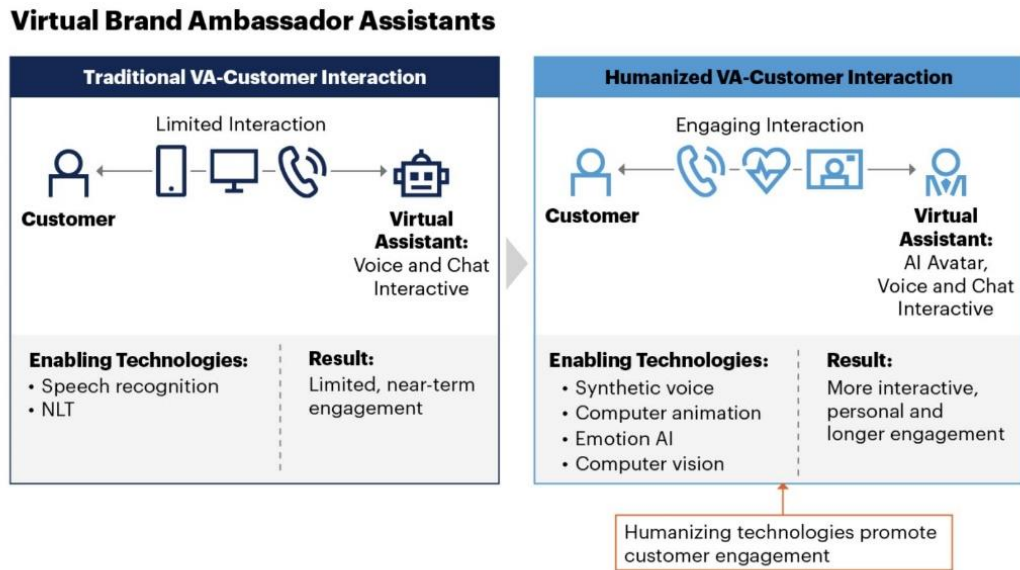 Virtual Brand Ambassador Assistants
Traditional VA-Customer Interaction
Limited Interaction
Customer
Virtual
Assistant:
Voice and Chat
Interactive
Enabling Technologies:
• Speech recognition
• NLT
Result:
Limited, near-term
engagement
Humanized VA-Customer Interaction
Engaging Interaction
Customer
Virtual
Assistant:
AI Avatar,
Voice and Chat
Interactive
Enabling Technologies:
• Synthetic voice
• Computer animation
• Emotion AI
• Computer vision
Result:
More interactive,
personal and
longer engagement
Humanizing technologies promote
customer engagement